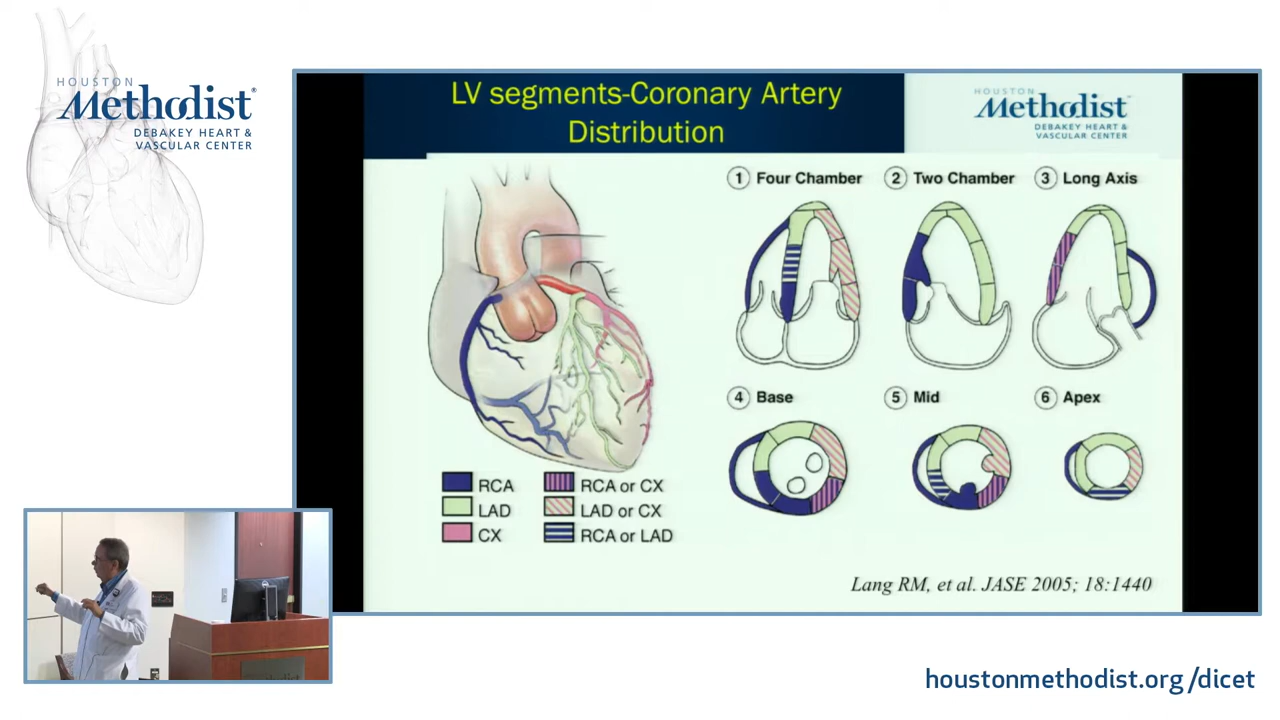 HOUSTON
Methodist®
DEBAKEY HEART &
VASCULAR CENTER
LV segments-Coronary Artery
Distribution
HOUSTON
Methodist
DEBAKEY HEART &
VASCULAR CENTER
1 Four Chamber
2 Two Chamber
3 Long Axis
4 Base
5 Mid
6 Apex
RCA
LAD
CX
RCA or CX
LAD or CX
RCA or LAD
Lang RM, et al. JASE 2005; 18:1440
houstonmethodist.org/dicet